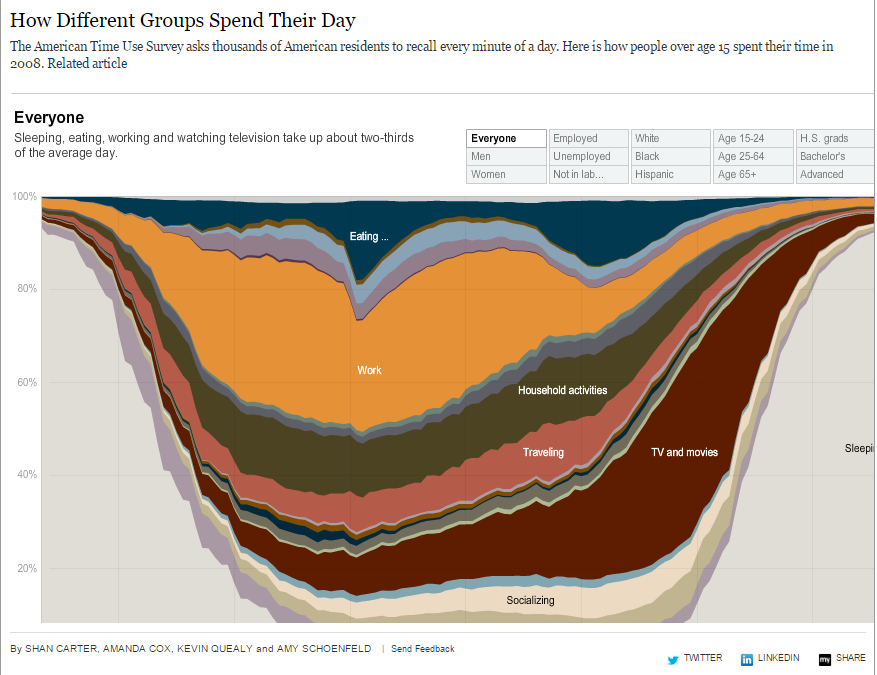 How Different Groups Spend Their Day
The American Time Use Survey asks thousands of American residents to recall every minute of a day. Here is how people over age 15 spent their time in
2008. Related article
Everyone
Sleeping, eating, working and watching television take up about two-thirds
of the average day.
Everyone Employed White Age 15-24 H.S. grads
Men Unemployed Black Age 25-64 Bachelor's
Women Not in lab... Hispanic Age 65+ Advanced
100%
Eating ...
80%
Work
60%
Household activities
Traveling
TV and movies
Sleepi
40%
20%
Socializing
By SHAN CARTER, AMANDA COX, KEVIN QUEALY and AMY SCHOENFELD | Send Feedback
TWITTER in LINKEDIN my SHARE